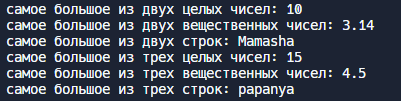 самое большое из двух целых чисел: 10
самое большое из двух вещественных чисел: 3.14
самое большое из двух строк: Mamasha
самое большое из трех целых чисел: 15
самое большое из трех вещественных чисел: 4.5
самое большое из трех строк: papanya